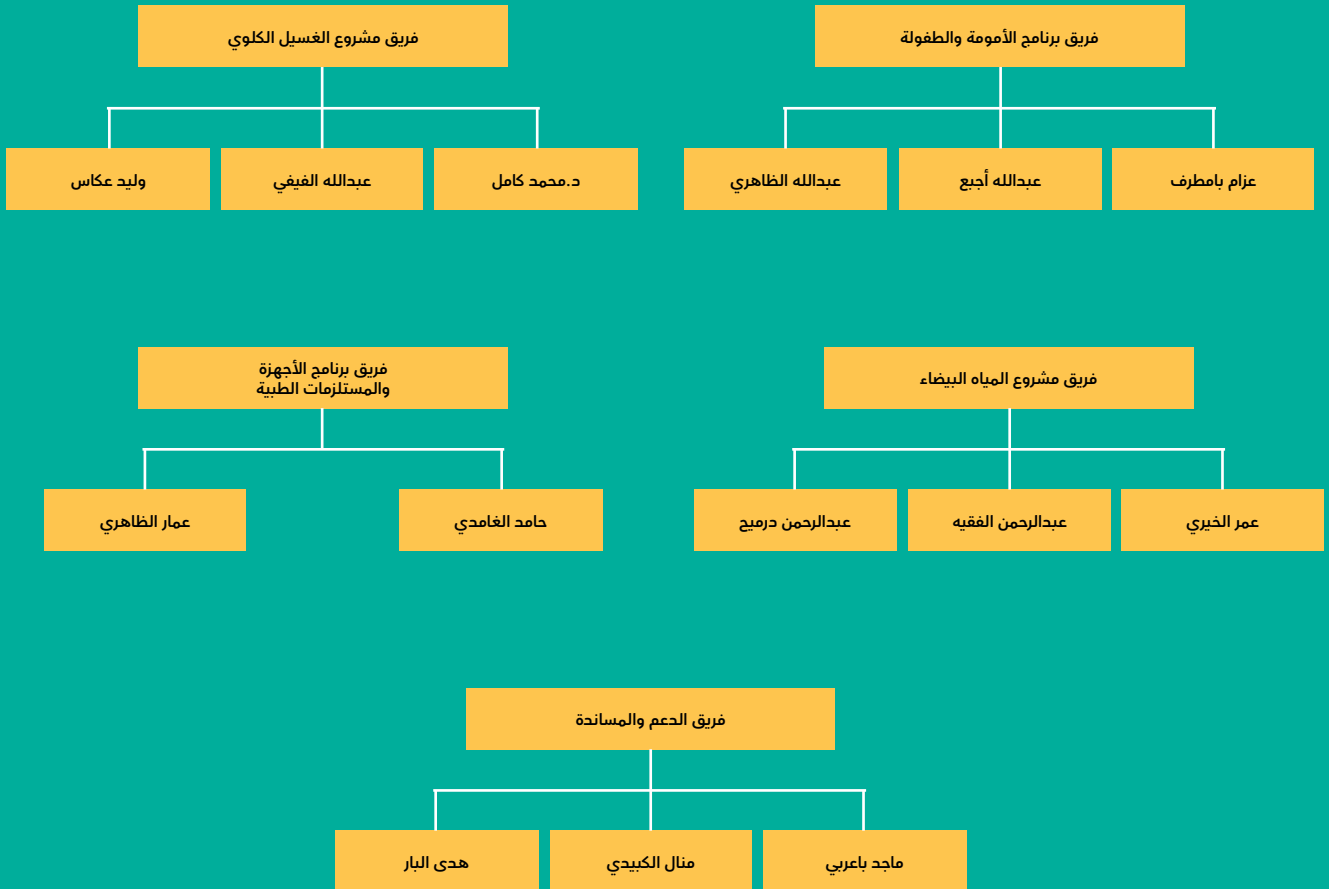 فريق برنامج الأمومة والطفولة
عزام بامطرف
عبدالله أجبع
عبدالله الظاهري
فريق مشروع الغسيل الكلوي
د.محمد كامل
عبدالله الفيفي
وليد عكاس
فريق مشروع المياه البيضاء
عمر الخيري
عبدالرحمن الفقيه
عبدالرحمن درميح
فريق برنامج الأجهزة
والمستلزمات الطبية
حامد الغامدي
عمار الظاهري
فريق الدعم والمساندة
ماجد باعربي
منال الكبيدي
هدى البار